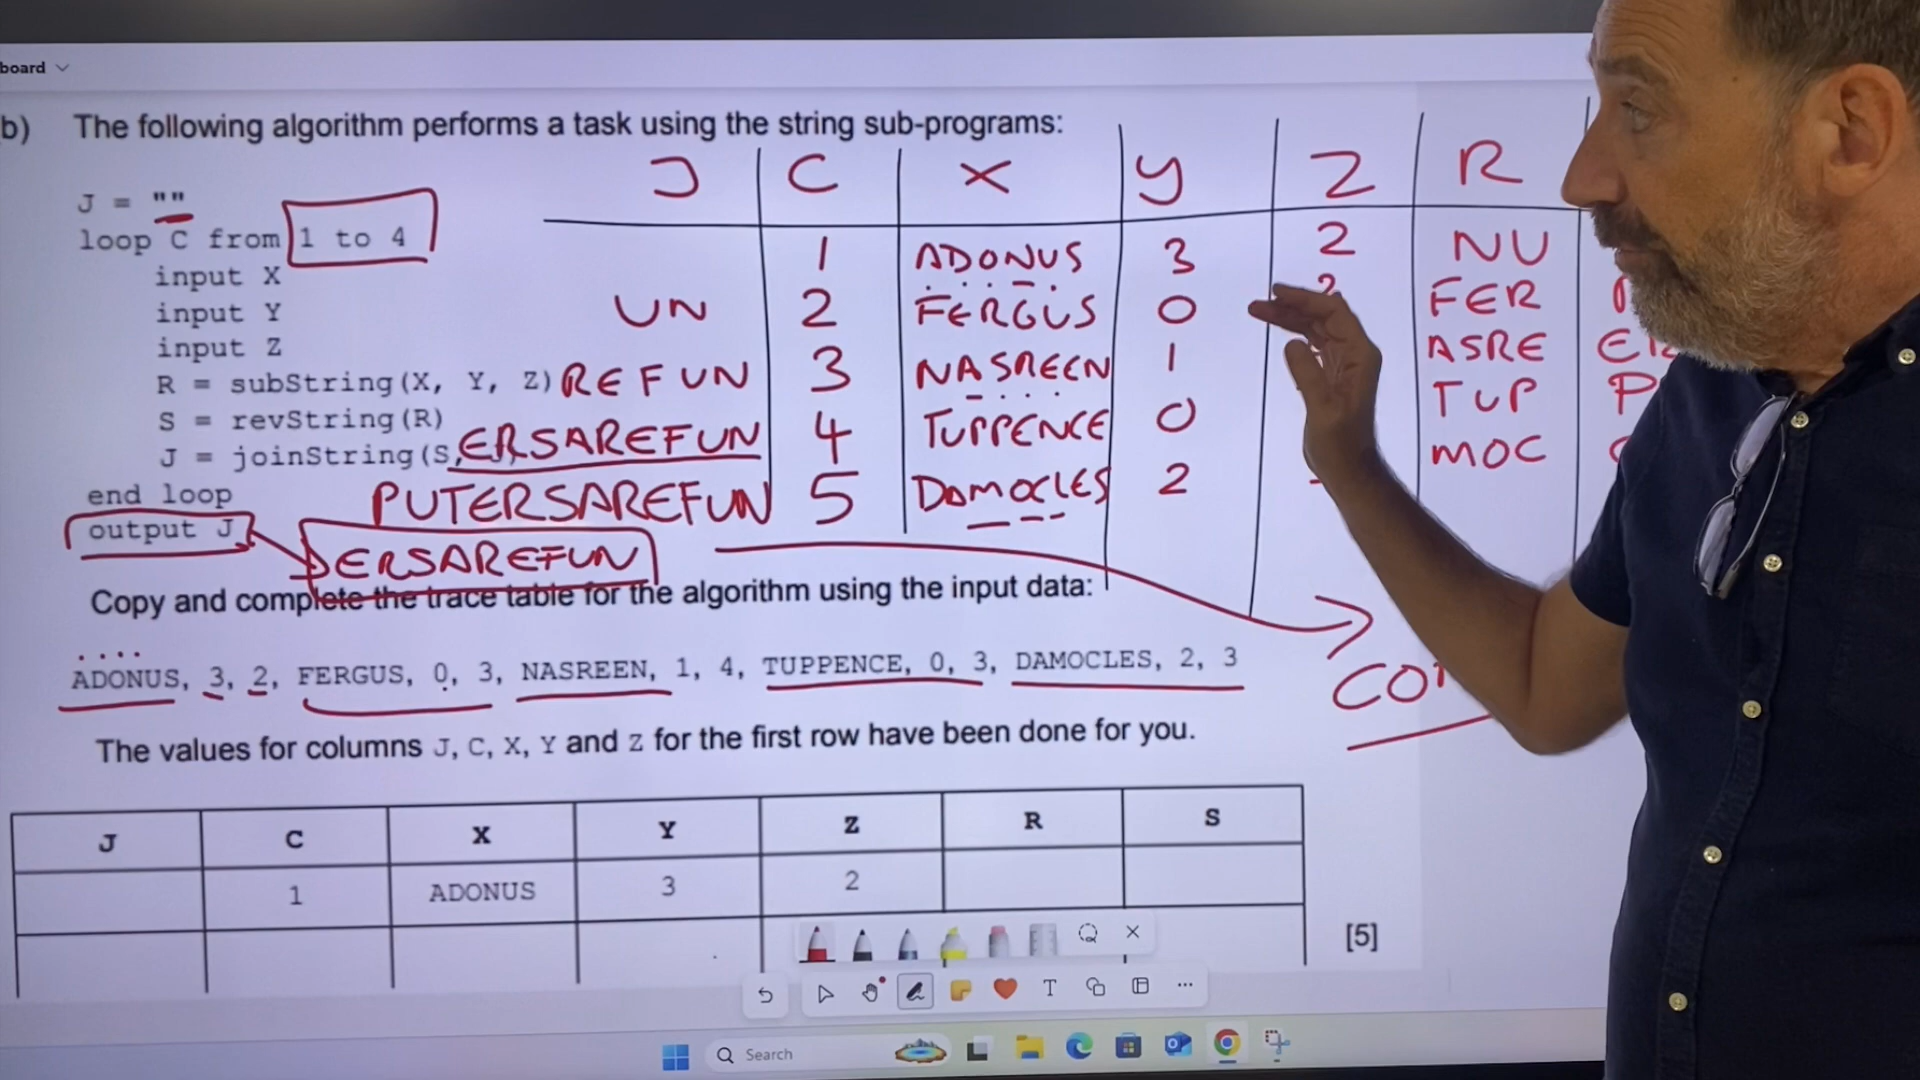 board
b) The following algorithm performs a task using the string sub-programs:
J C X Y Z R
J = ""
loop C from 1 to 4
input X
input Y
input Z
R = subString(X, Y, Z)
S = revString(R)
J = joinString(S,
end loop
output J
1 ADONUS 3 2 NU
UN 2 FERGUS 0 FER
REFUN 3 NASREEN 1 ASRE
ERSAREFUN 4 TUPPENCE 0 TUP P
PUTERSAREFUN 5 DAMOCLES 2 MOC
ERSAREFUN
Copy and complete the trace table for the algorithm using the input data:
ADONUS, 3, 2, FERGUS, 0, 3, NASREEN, 1, 4, TUPPENCE, 0, 3, DAMOCLES, 2, 3
The values for columns J, C, X, Y and Z for the first row have been done for you.
J C X Y Z R S
1 ADONUS 3 2
[5]
T
Search